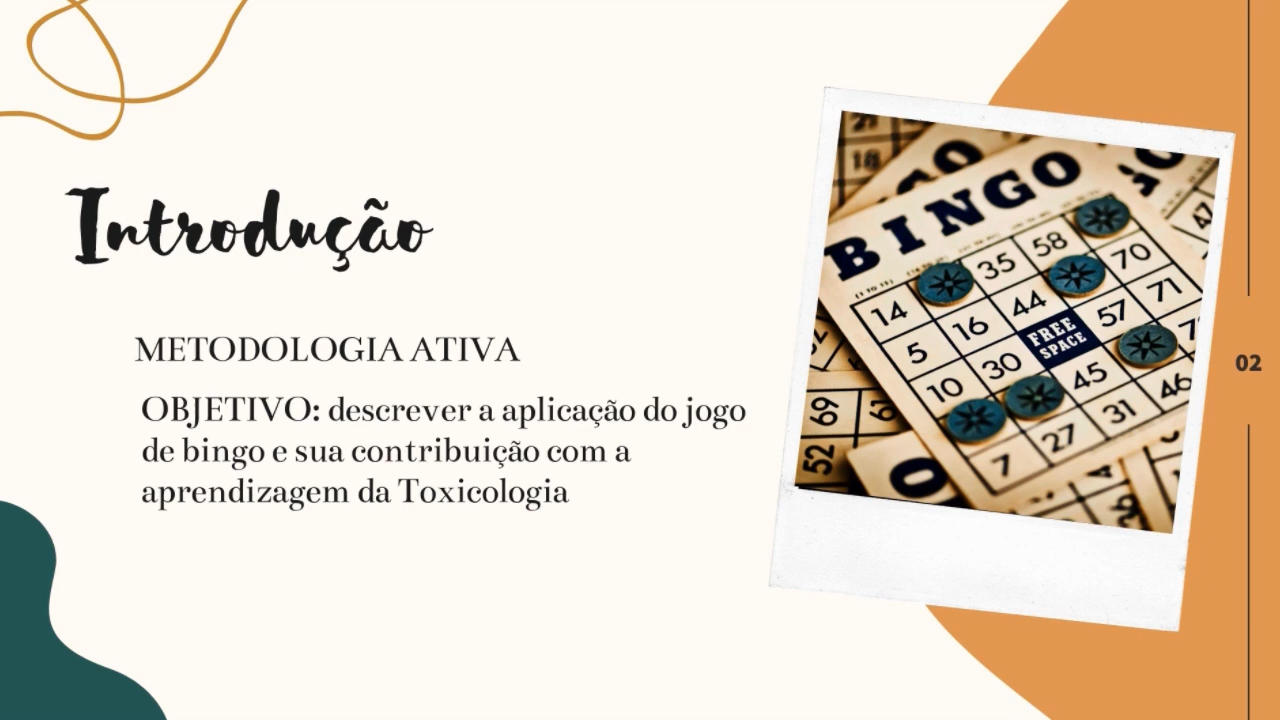 Introdução
METODOLOGIA ATIVA
OBJETIVO: descrever a aplicação do jogo
de bingo e sua contribuição com a
aprendizagem da Toxicologia
BINGO
35 58
14 44 70
5 16 FREE SPACE 57 71
10 30 45
27 31 46
7
69
52
02